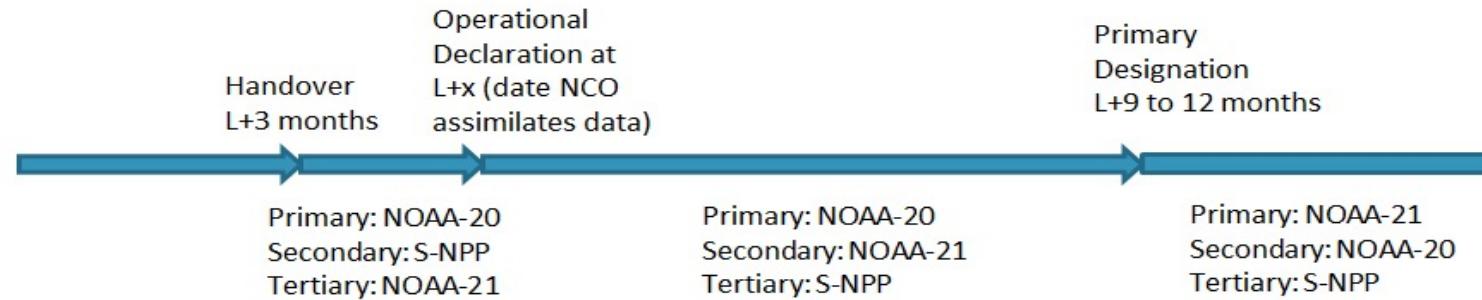 Handover
L+3 months
Operational
Declaration at
L+x (date NCO
assimilates data)
Primary
Designation
L+9 to 12 months
Primary: NOAA-20
Secondary: S-NPP
Tertiary: NOAA-21
Primary: NOAA-20
Secondary: NOAA-21
Tertiary: S-NPP
Primary: NOAA-21
Secondary: NOAA-20
Tertiary: S-NPP